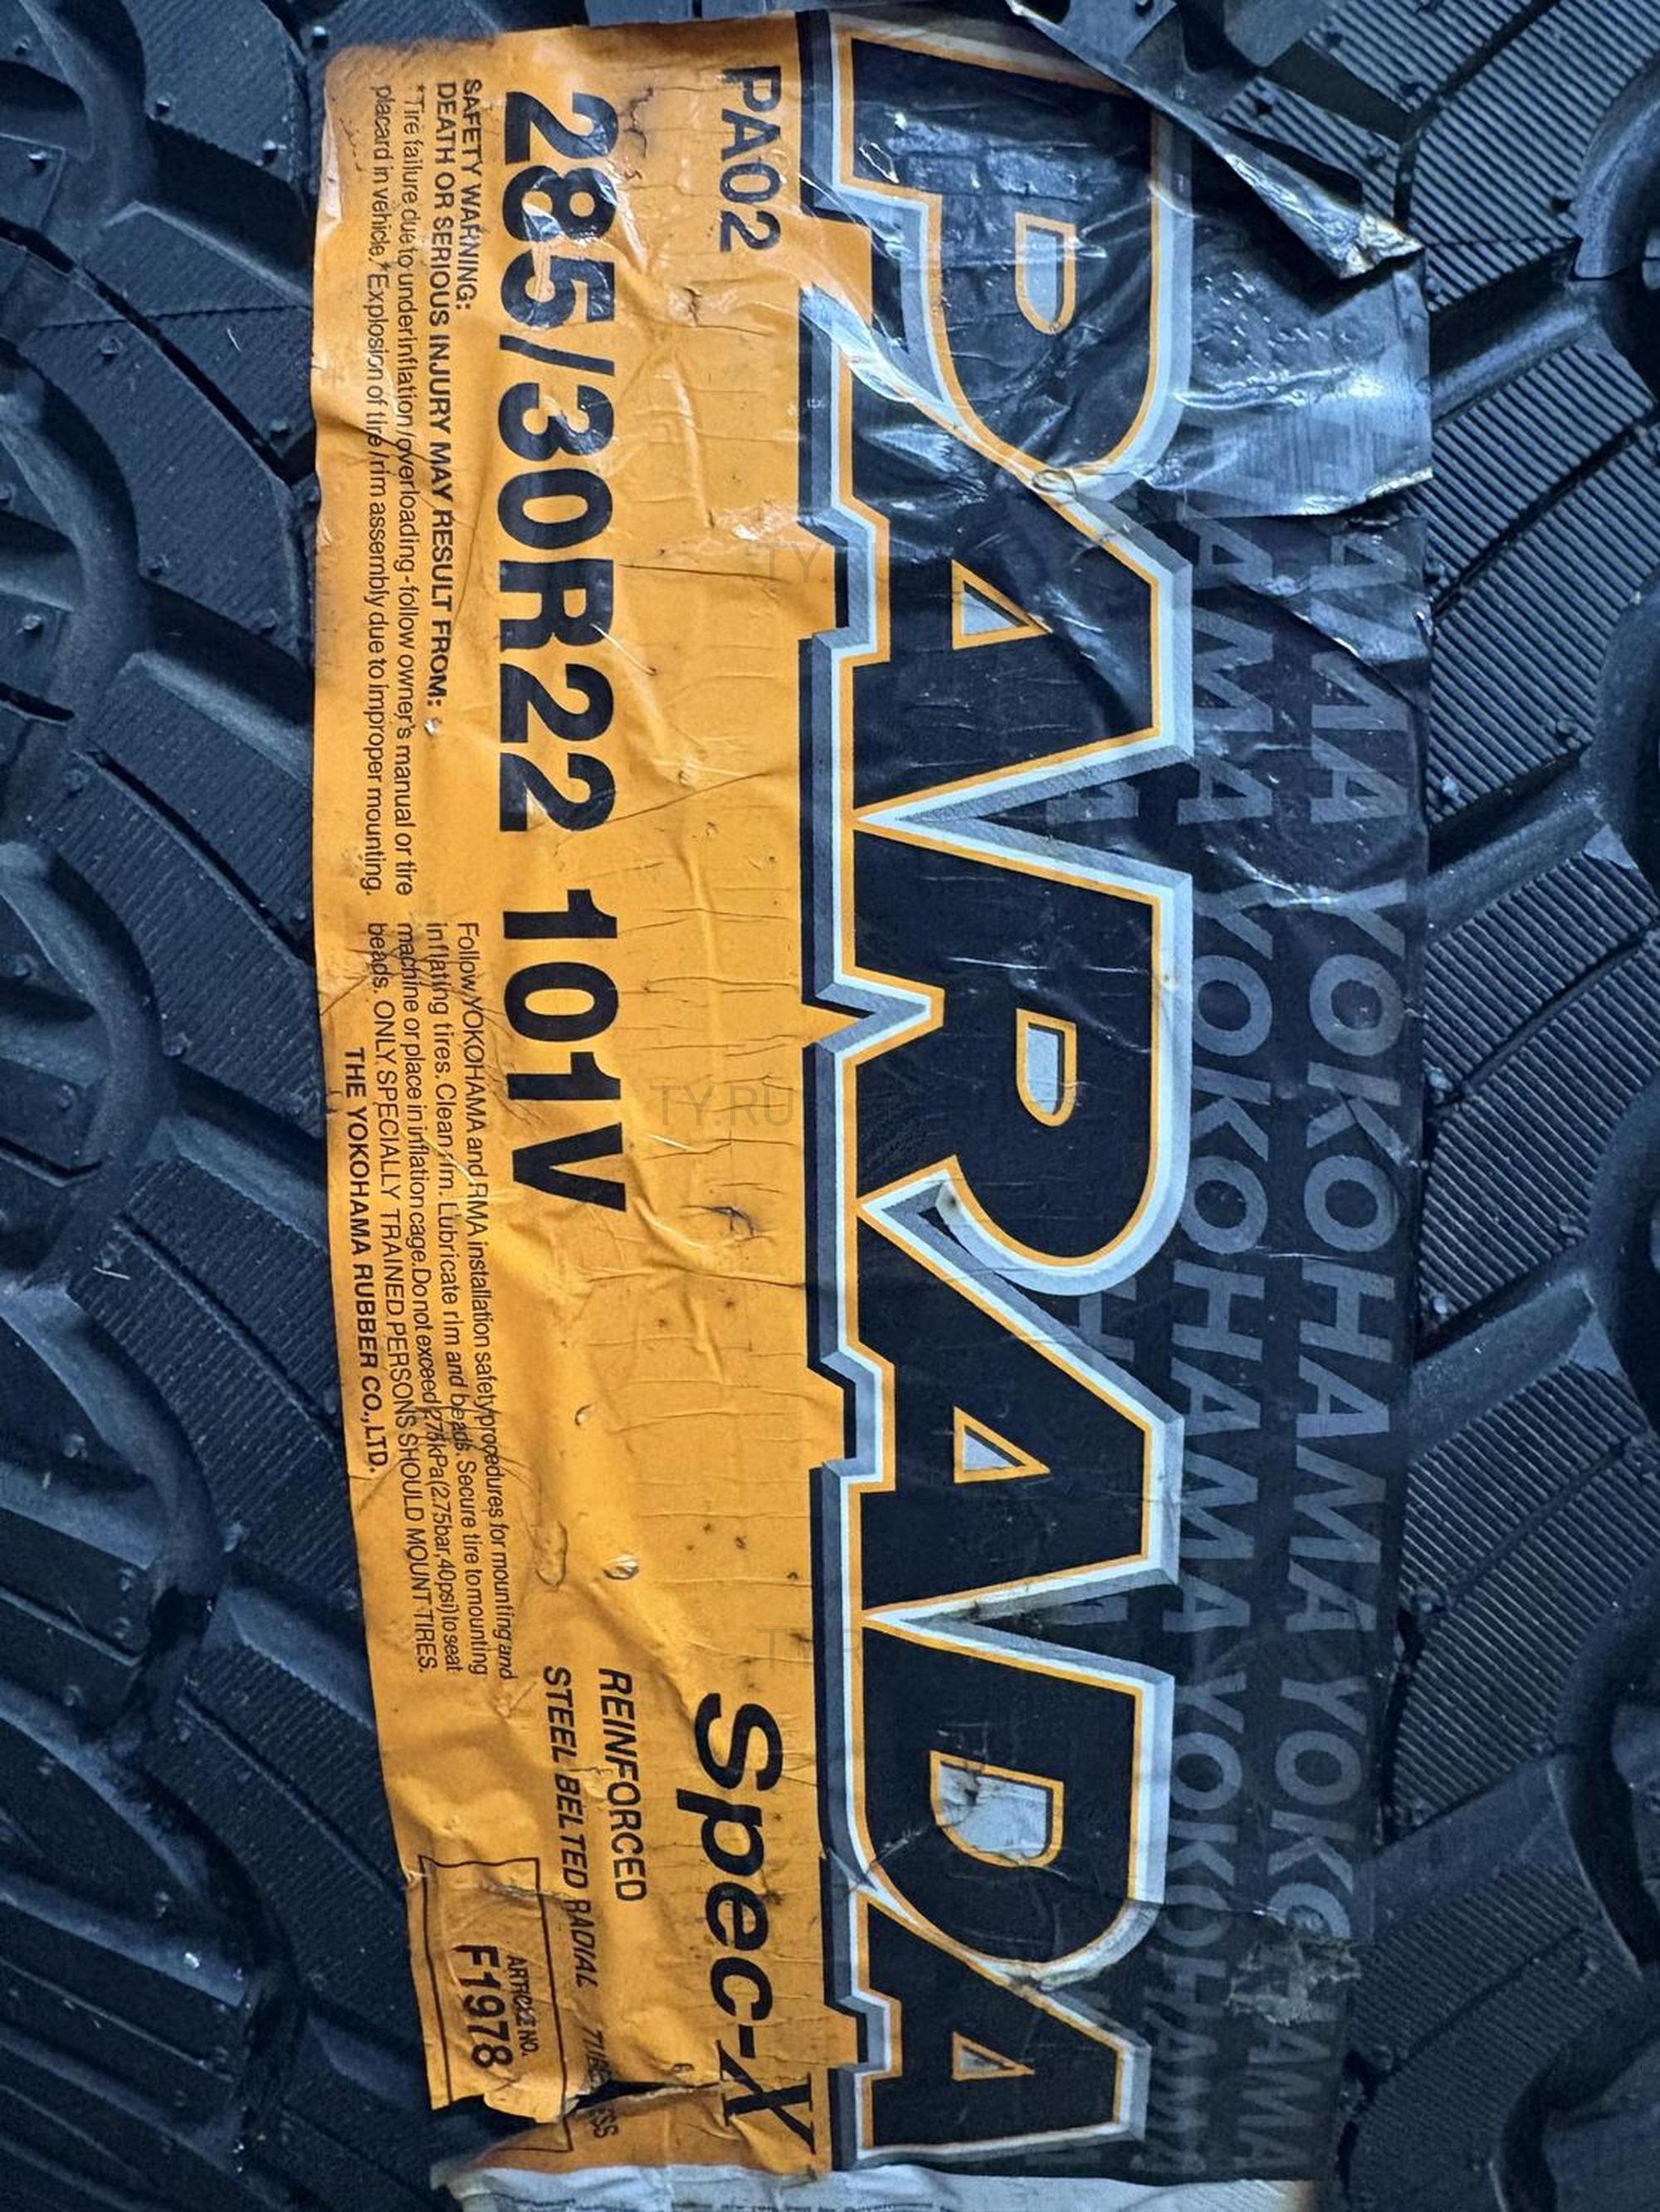 YOKOHAMA YOKOHAMA
YOKOHAMA YOKOHAMA
PARADA
PA02
Spec-X
285/30R22 101V
REINFORCED
STEEL BELTED RADIAL
SAFETY WARNING:
DEATH OR SERIOUS INJURY MAY RESULT FROM:
*Tire failure due to underinflation/overloading-follow owner's manual or tire
placard in vehicle.*Explosion of tire/rim assembly due to improper mounting.
Follow YOKOHAMA and RMA installation safety procedures for mounting and
inflating tires. Clean rim. Lubricate rim and beads. Secure tire to mounting
machine or place in inflation cage. Do not exceed 275kPa(2.75bar,40psi)to seat
beads. ONLY SPECIALLY TRAINED PERSONS SHOULD MOUNT TIRES.
THE YOKOHAMA RUBBER CO.,LTD.
ARTICLE NO.
F1978
TY.RU